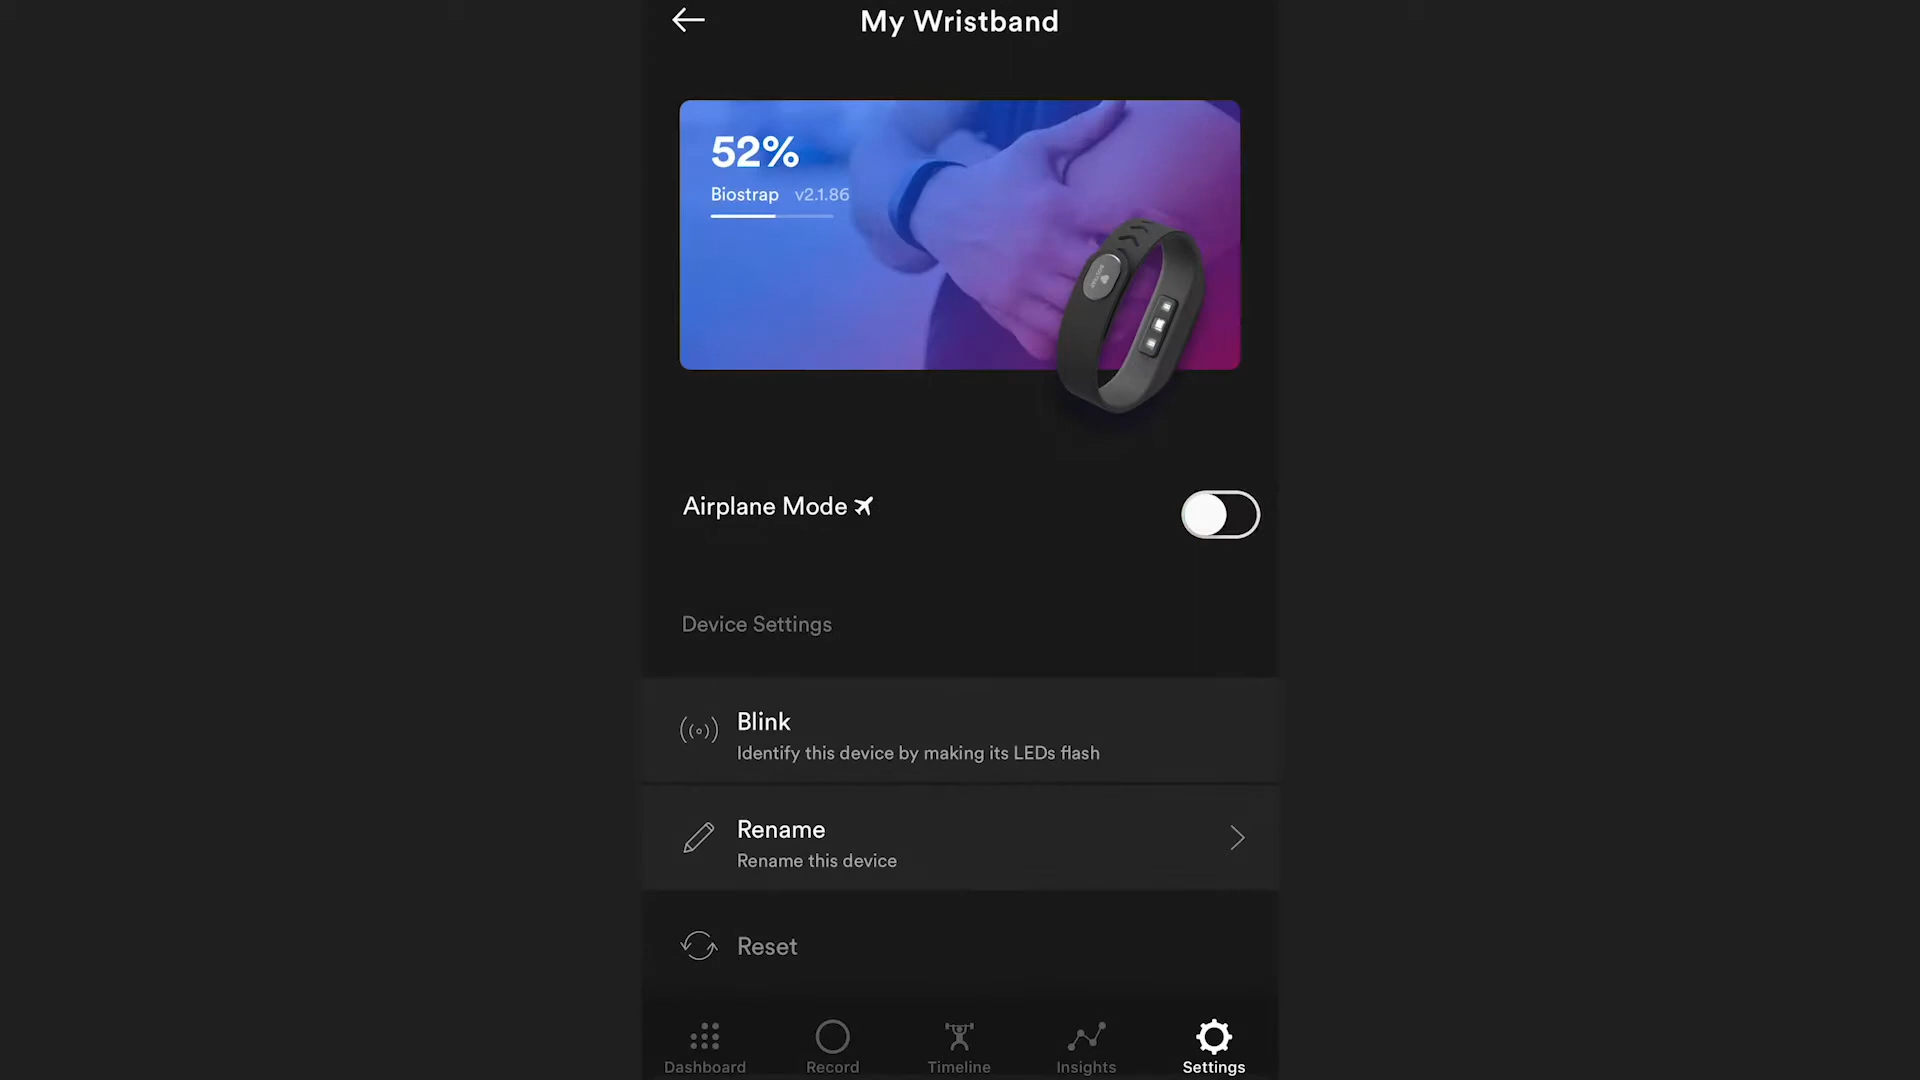 My Wristband
52%
Biostrap v2.1.86
Airplane Mode
Device Settings
Blink
Identify this device by making its LEDs flash
Rename
Rename this device
Reset
Dashboard
Record
Timeline
Insights
Settings